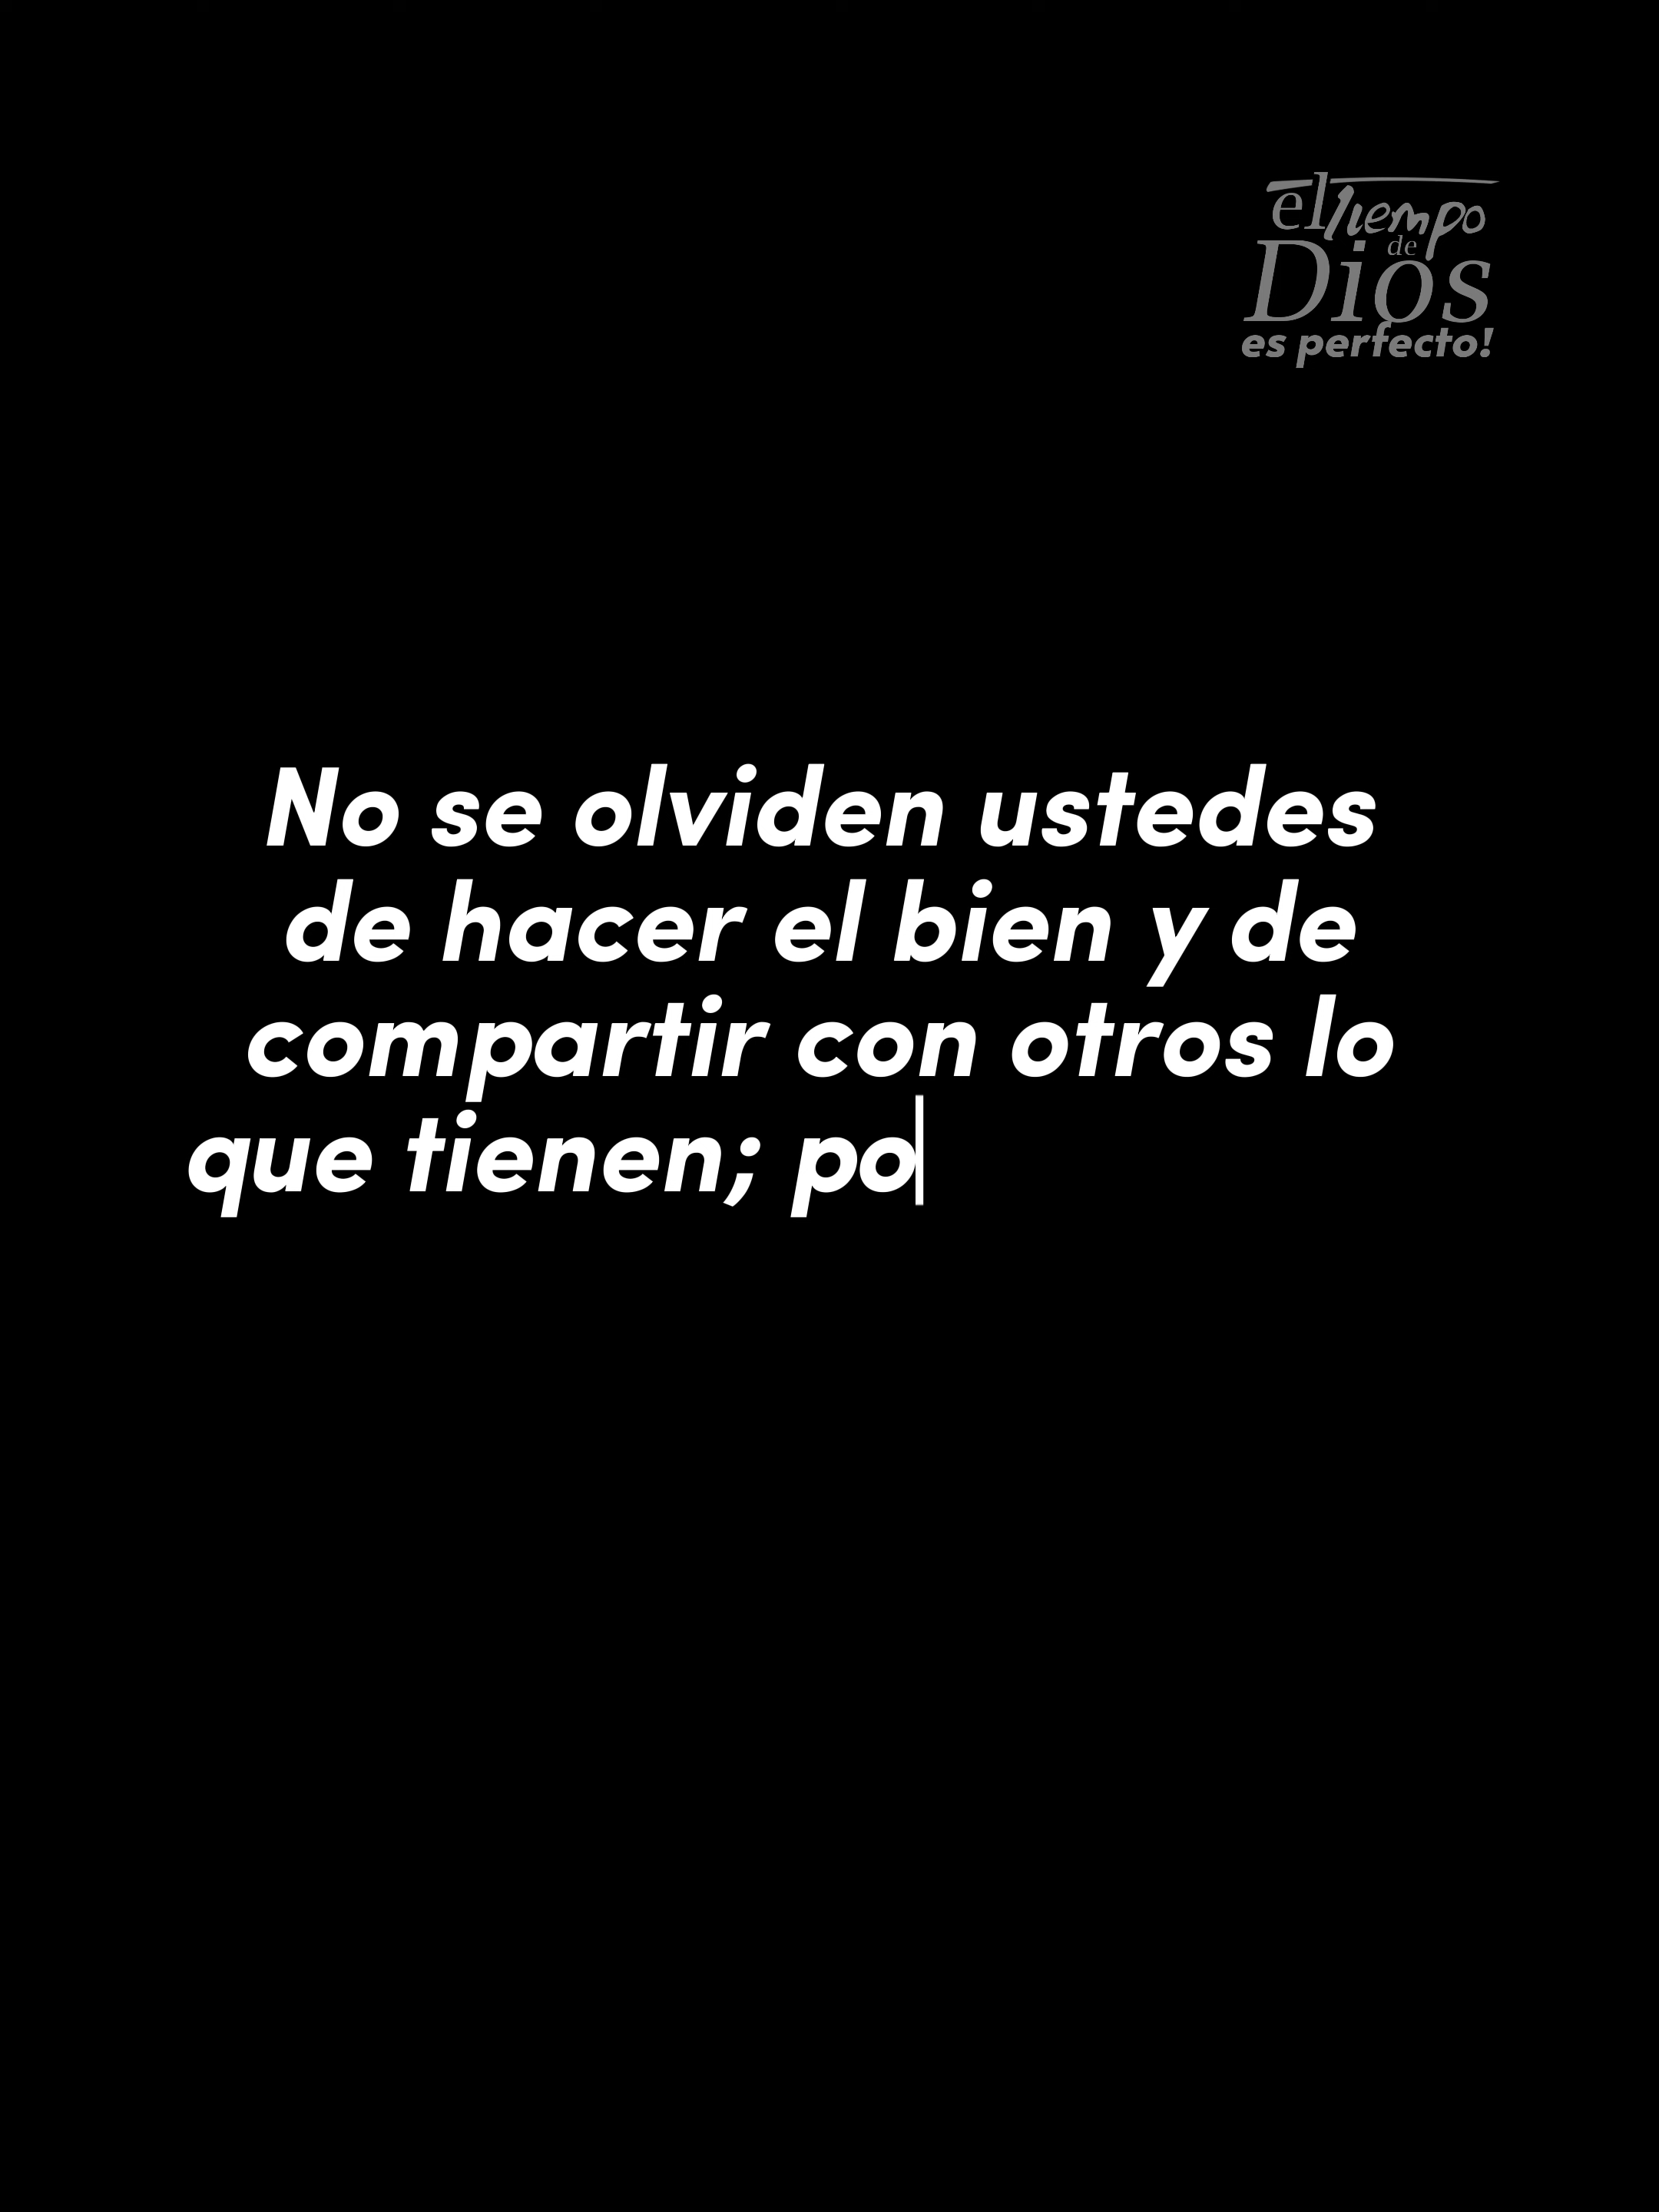 el tiempo
de
Dios
es perfecto!
No se olviden ustedes
de hacer el bien y de
compartir con otros lo
que tienen; po